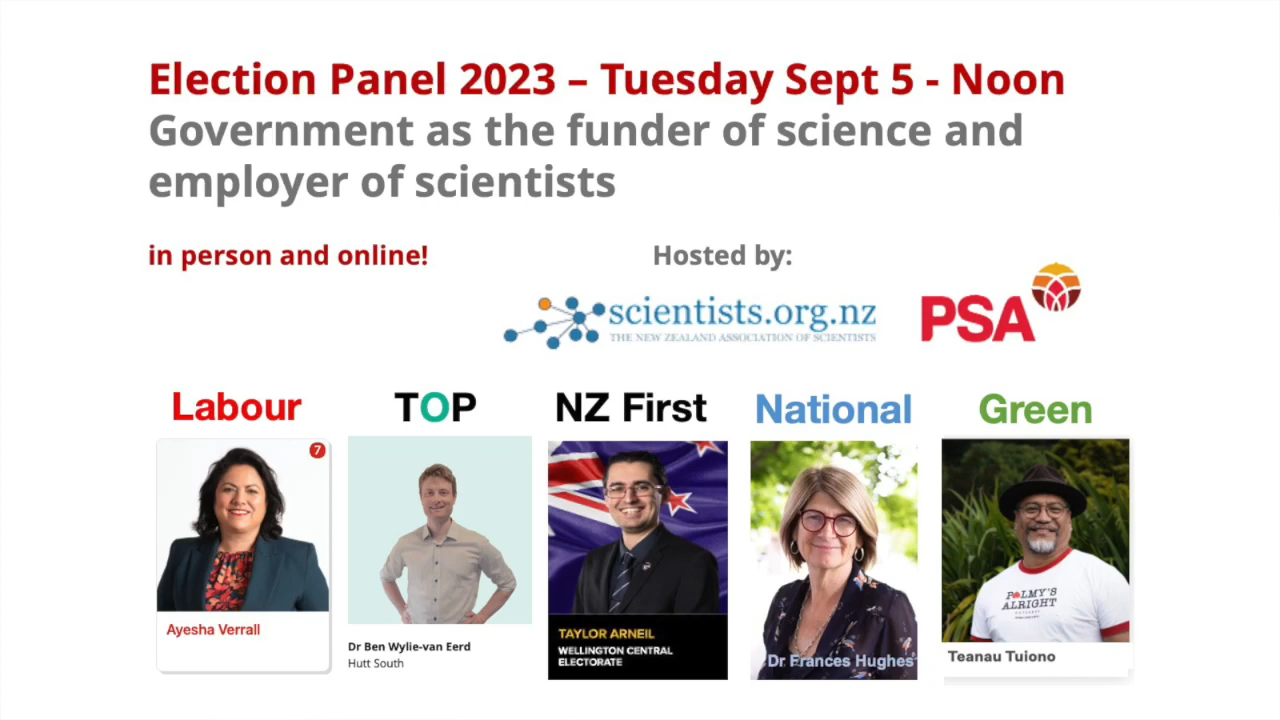 Election Panel 2023 – Tuesday Sept 5 - Noon
Government as the funder of science and
employer of scientists
in person and online!
Hosted by:
scientists.org.nz
THE NEW ZEALAND ASSOCIATION OF SCIENTISTS
PSA
Labour
TOP
NZ First
National
Green
7
Ayesha Verrall
Dr Ben Wylie-van Eerd
Hutt South
TAYLOR ARNEIL
WELLINGTON CENTRAL
ELECTORATE
Dr Frances Hughes
PALMY'S
ALRIGHT
Teanau Tuiono